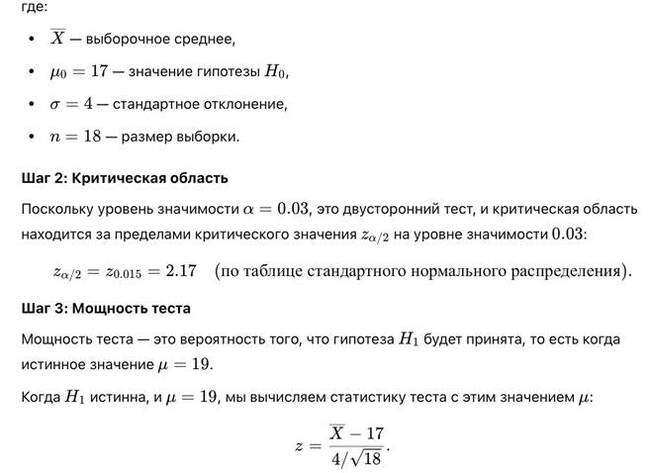 где:
• X̄ — выборочное среднее,
• μ₀ = 17 — значение гипотезы H₀,
• σ = 4 — стандартное отклонение,
• n = 18 — размер выборки.
Шаг 2: Критическая область
Поскольку уровень значимости α = 0.03, это двусторонний тест, и критическая область
находится за пределами критического значения z_{α/2} на уровне значимости 0.03:
z_{α/2} = z_{0.015} = 2.17 (по таблице стандартного нормального распределения).
Шаг 3: Мощность теста
Мощность теста — это вероятность того, что гипотеза H₁ будет принята, то есть когда
истинное значение μ = 19.
Когда H₁ истинна, и μ = 19, мы вычисляем статистику теста с этим значением μ:
z = (X̄ − 17) / (4/√18).